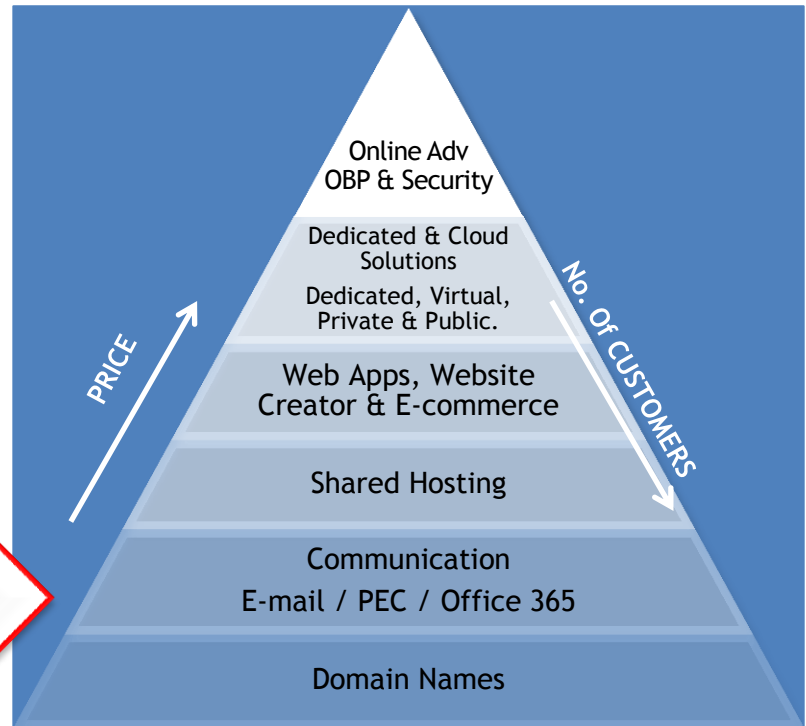 Online Adv
OBP & Security
Dedicated & Cloud
Solutions
Dedicated, Virtual,
Private & Public.
PRICE
No. Of CUSTOMERS
Web Apps, Website
Creator & E-commerce
Shared Hosting
Communication
E-mail / PEC / Office 365
Domain Names